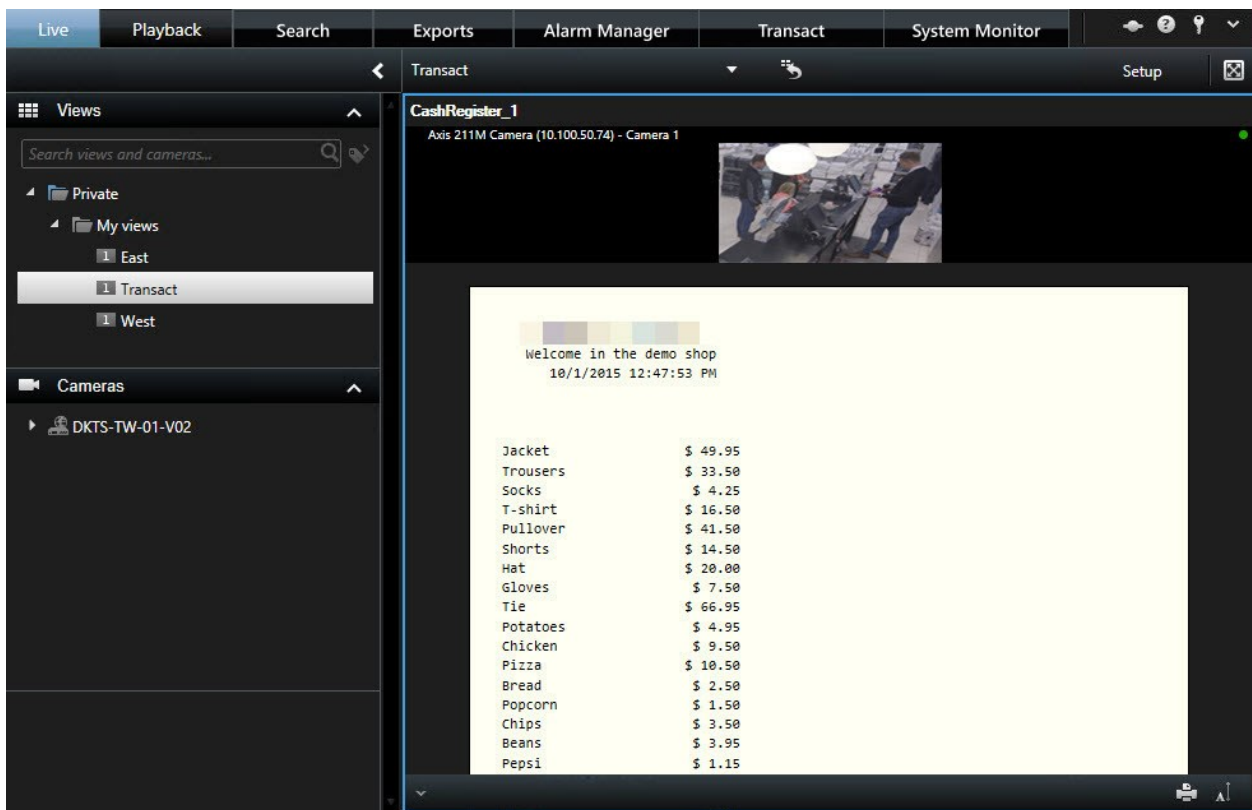 Live Playback Search Exports Alarm Manager Transact System Monitor
Transact Setup
Views
Search views and cameras...
Private
My views
1 East
1 Transact
1 West
Cameras
DKTS-TW-01-V02
CashRegister_1
Axis 211M Camera (10.100.50.74) - Camera 1
Welcome in the demo shop
10/1/2015 12:47:53 PM
Jacket $ 49.95
Trousers $ 33.50
Socks $ 4.25
T-shirt $ 16.50
Pullover $ 41.50
Shorts $ 14.50
Hat $ 20.00
Gloves $ 7.50
Tie $ 66.95
Potatoes $ 4.95
Chicken $ 9.50
Pizza $ 10.50
Bread $ 2.50
Popcorn $ 1.50
Chips $ 3.50
Beans $ 3.95
Pepsi $ 1.15